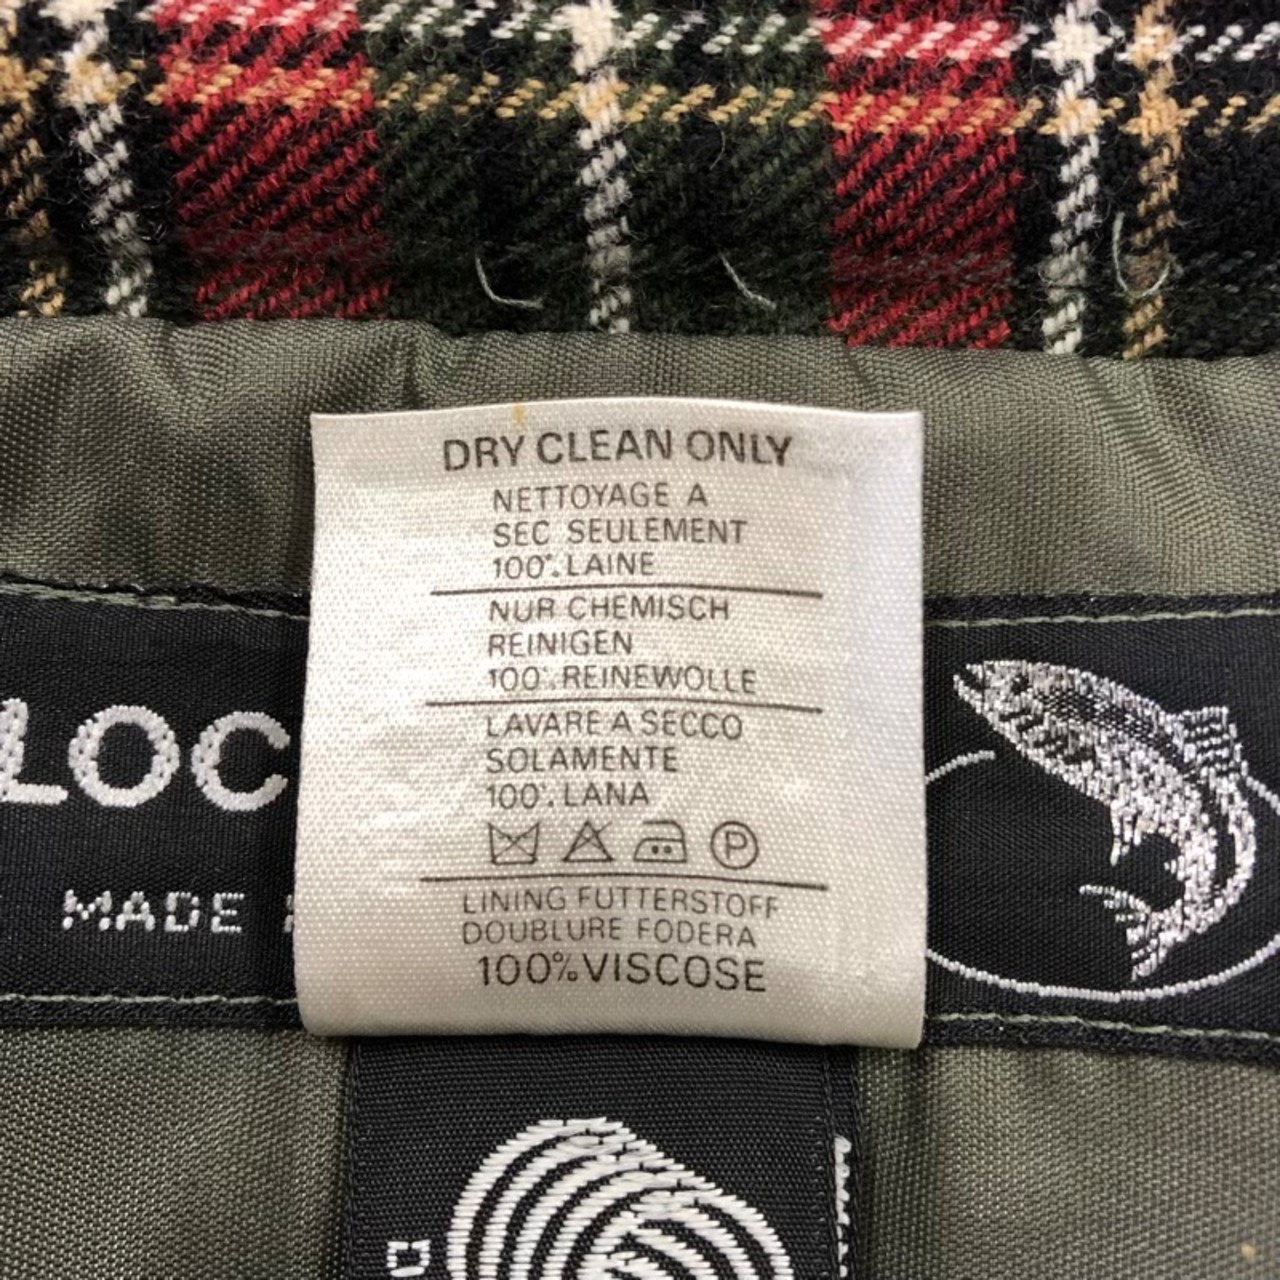 DRY CLEAN ONLY
NETTOYAGE A
SEC SEULEMENT
100% LAINE
NUR CHEMISCH
REINIGEN
100% REINEWOLLE
LAVARE A SECCO
SOLAMENTE
100% LANA
P
LINING FUTTERSTOFF
DOUBLURE FODERA
100% VISCOSE
LOC
MADE